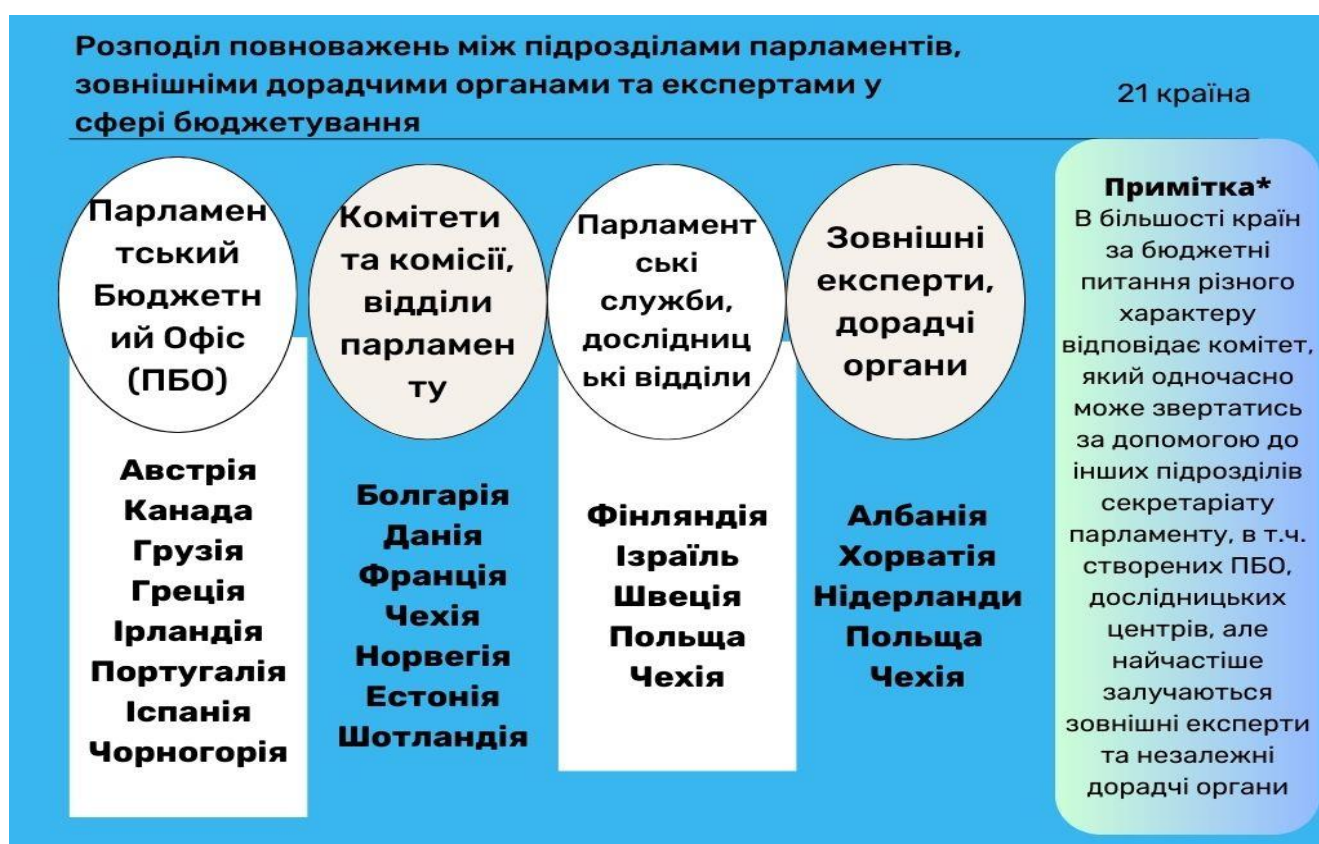 Розподіл повноважень між підрозділами парламентів,
зовнішніми дорадчими органами та експертами у
сфері бюджетування
21 країна
Парламен
тський
Бюджетн
ий Офіс
(ПБО)
Австрія
Канада
Грузія
Греція
Ірландія
Португалія
Іспанія
Чорногорія
Комітети
та комісії,
відділи
парламен
ту
Болгарія
Данія
Франція
Чехія
Норвегія
Естонія
Шотландія
Парламент
ські
служби,
дослідниц
ькі відділи
Фінляндія
Ізраїль
Швеція
Польща
Чехія
Зовнішні
експерти,
дорадчі
органи
Албанія
Хорватія
Нідерланди
Польща
Чехія
Примітка*
В більшості країн
за бюджетні
питання різного
характеру
відповідає комітет,
який одночасно
може звертатись
за допомогою до
інших підрозділів
секретаріату
парламенту, в т.ч.
створених ПБО,
дослідницьких
центрів, але
найчастіше
залучаються
зовнішні експерти
та незалежні
дорадчі органи